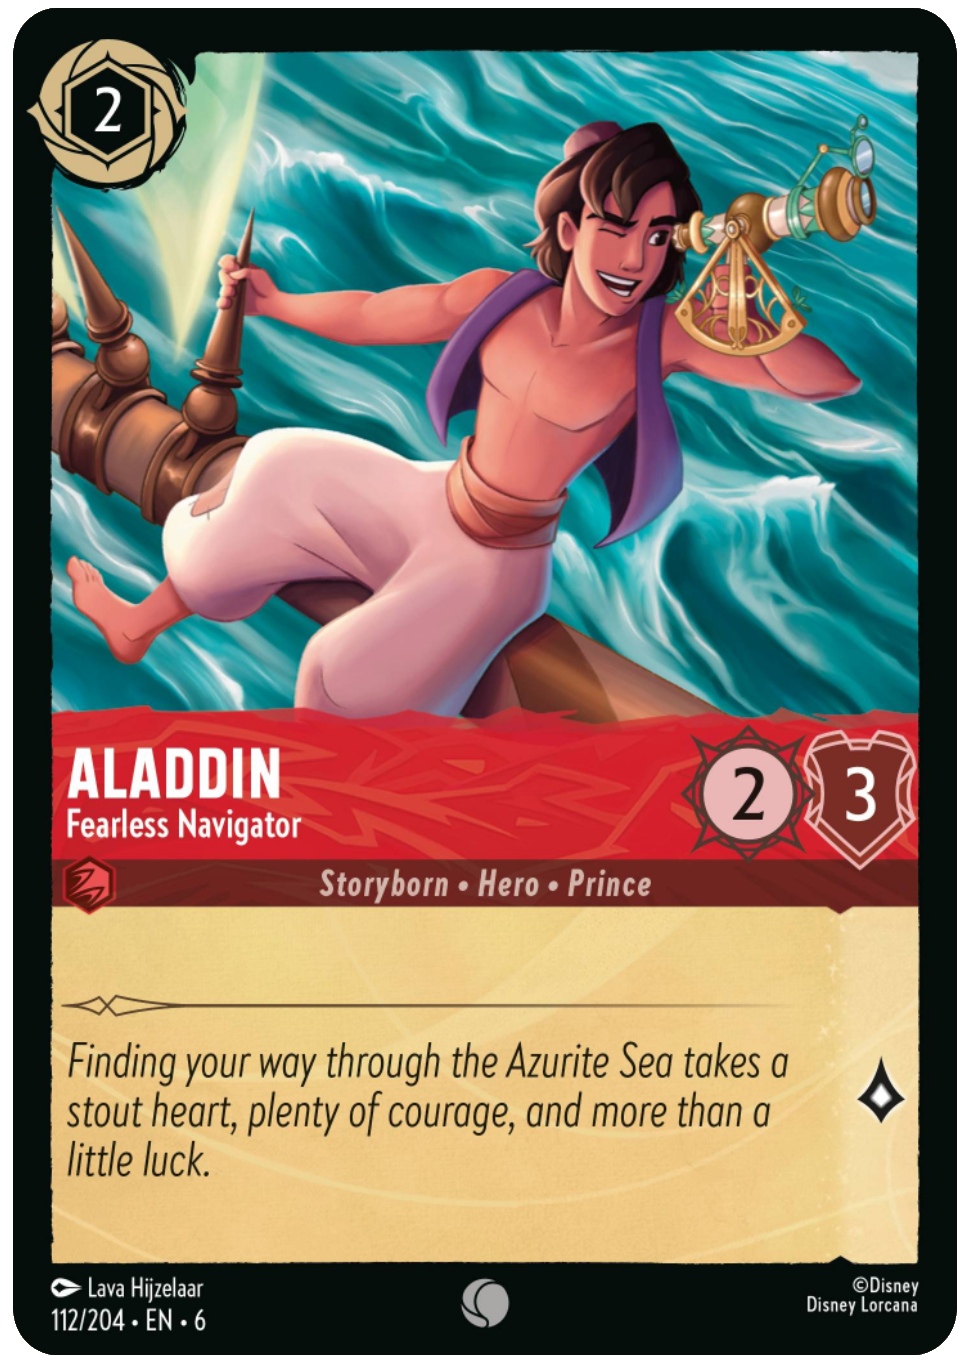 2
ALADDIN
Fearless Navigator
2
3
Storyborn • Hero • Prince
Finding your way through the Azurite Sea takes a
stout heart, plenty of courage, and more than a
little luck.
Lava Hijzelaar
112/204 • EN • 6
©Disney
Disney Lorcana